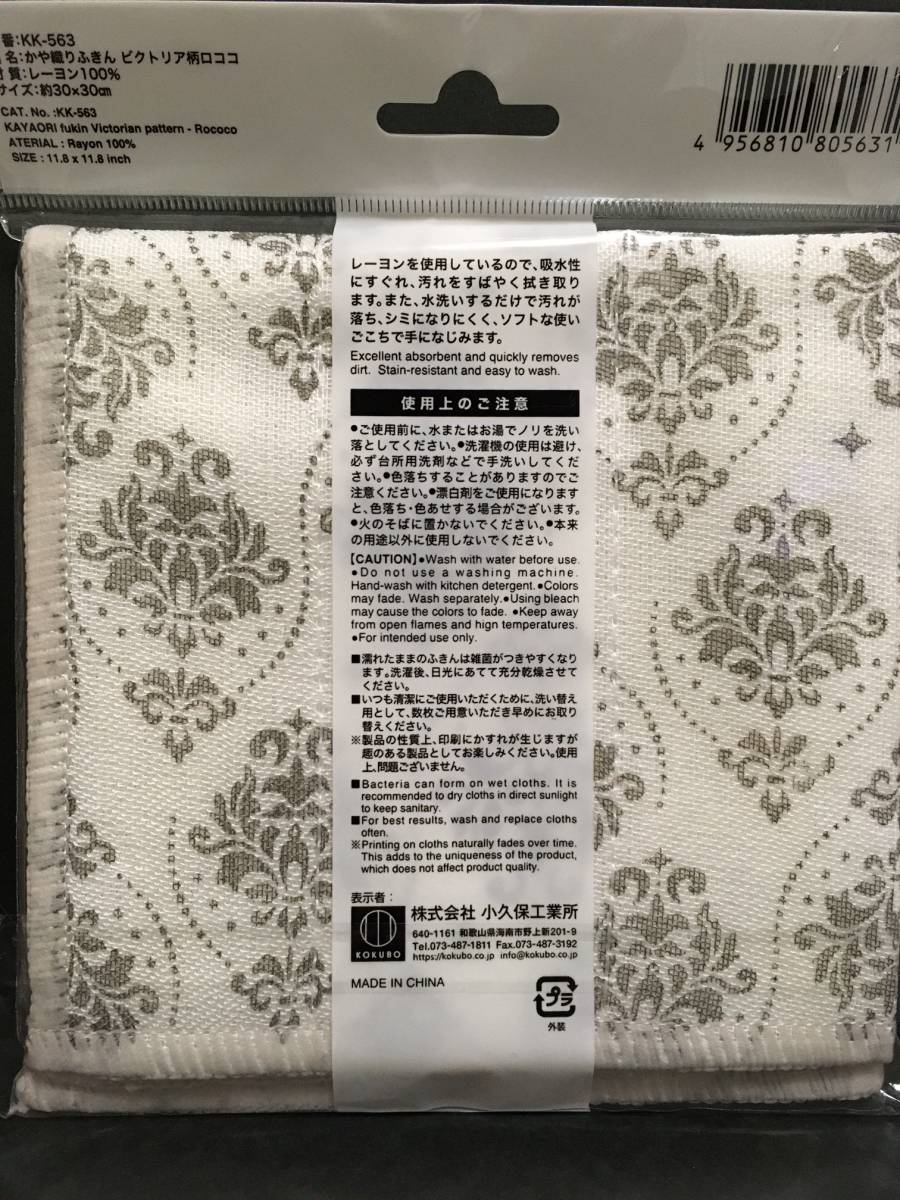 番:KK-563
名:かや織りふきん ビクトリア柄ロココ
質:レーヨン100%
サイズ:約30×30㎝
CAT. No. :KK-563
KAYAORI fukin Victorian pattern - Rococo
ATERIAL : Rayon 100%
SIZE : 11.8 x 11.8 inch
4 956810 805631
レーヨンを使用しているので、吸水性
にすぐれ、汚れをすばやく拭き取り
ます。また、水洗いするだけで汚れが
落ち、シミになりにくく、ソフトな使い
ごこちで手になじみます。
Excellent absorbent and quickly removes
dirt. Stain-resistant and easy to wash.
使用上のご注意
●ご使用前に、水またはお湯でノリを洗い
落としてください。●洗濯機の使用は避け、
必ず台所用洗剤などで手洗いしてくだ
さい。●色落ちすることがありますのでご
注意ください。●漂白剤をご使用になります
と、色落ち・色あせする場合がございます。
●火のそばに置かないでください。●本来
の用途以外に使用しないでください。
【CAUTION】●Wash with water before use.
●Do not use a washing machine.
Hand-wash with kitchen detergent. ●Colors
may fade. Wash separately. ●Using bleach
may cause the colors to fade. ●Keep away
from open flames and hign temperatures.
●For intended use only.
■濡れたままのふきんは雑菌がつきやすくなり
ます。洗濯後、日光にあてて充分乾燥させて
ください。
■いつも清潔にご使用いただくために、洗い替え
用として、数枚ご用意いただき早めにお取り
替えください。
※製品の性質上、印刷にかすれが生じますが
趣のある製品としてお楽しみください。使用
上、問題ございません。
■Bacteria can form on wet cloths. It is
recommended to dry cloths in direct sunlight
to keep sanitary.
■For best results, wash and replace cloths
often.
※Printing on cloths naturally fades over time.
This adds to the uniqueness of the product,
which does not affect product quality.
表示者:
KOKUBO
株式会社 小久保工業所
640-1161 和歌山県海南市野上新201-9
Tel.073-487-1811 Fax.073-487-3192
https://kokubo.co.jp info@kokubo.co.jp
MADE IN CHINA
プラ
外装